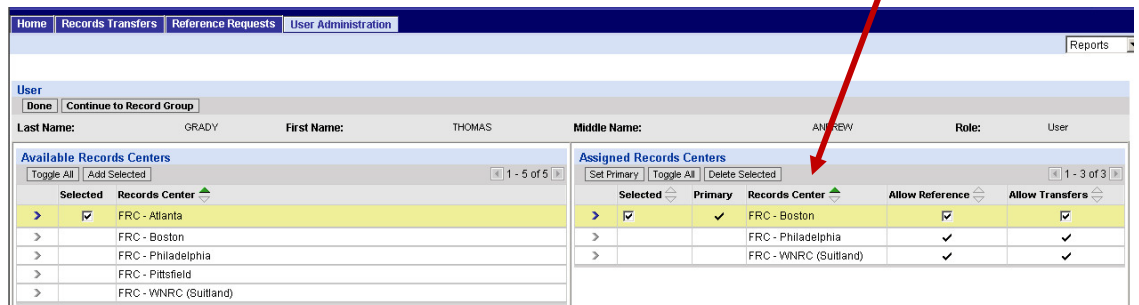 Home Records Transfers Reference Requests User Administration
Reports
User
Done Continue to Record Group
Last Name: GRADY First Name: THOMAS Middle Name: ANDREW Role: User
Available Records Centers
Toggle All Add Selected 1 - 5 of 5
Selected Records Center
FRC - Atlanta
FRC - Boston
FRC - Philadelphia
FRC - Pittsfield
FRC - WNRC (Suitland)
Assigned Records Centers
Set Primary Toggle All Delete Selected 1 - 3 of 3
Selected Primary Records Center Allow Reference Allow Transfers
FRC - Boston
FRC - Philadelphia
FRC - WNRC (Suitland)